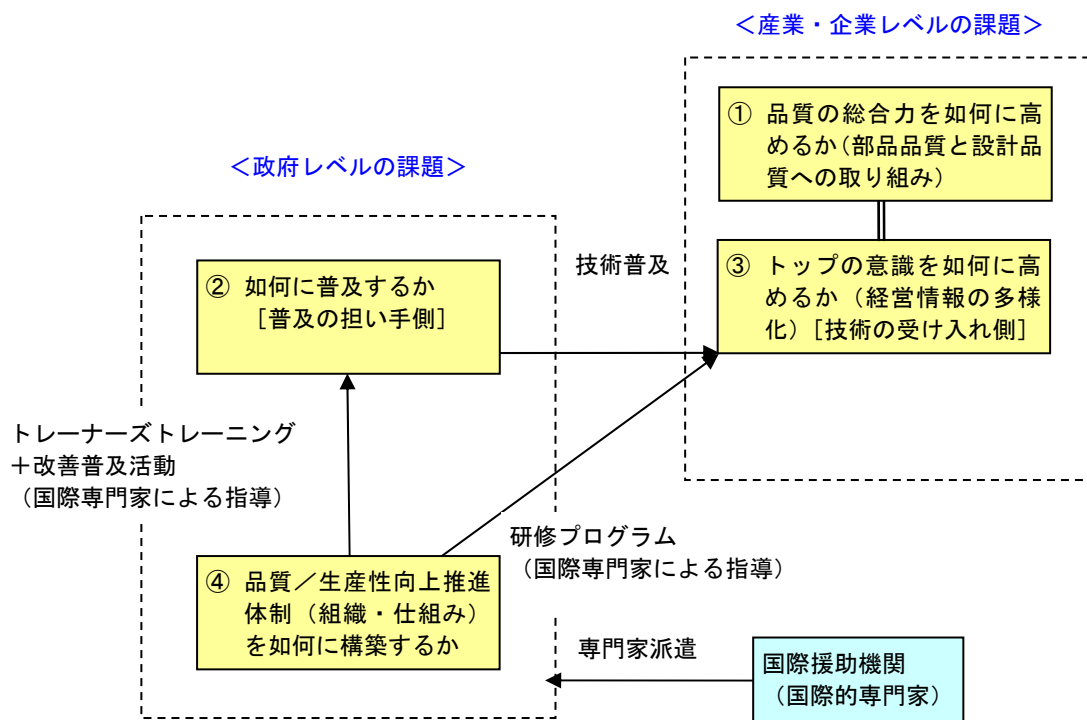 ＜産業・企業レベルの課題＞
① 品質の総合力を如何に高
めるか（部品品質と設計品
質への取り組み）
＜政府レベルの課題＞
技術普及
② 如何に普及するか
［普及の担い手側］
③ トップの意識を如何に高
めるか（経営情報の多様
化）［技術の受け入れ側］
トレーナーズトレーニング
＋改善普及活動
（国際専門家による指導）
研修プログラム
（国際専門家による指導）
④ 品質／生産性向上推進
体制（組織・仕組み）
を如何に構築するか
専門家派遣
国際援助機関
（国際的専門家）